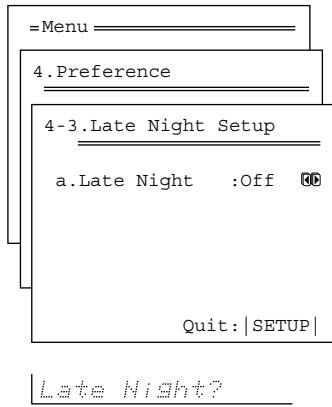 =Menu
4.Preference
4-3.Late Night Setup
a.Late Night :Off
Quit:|SETUP|
Late Night?